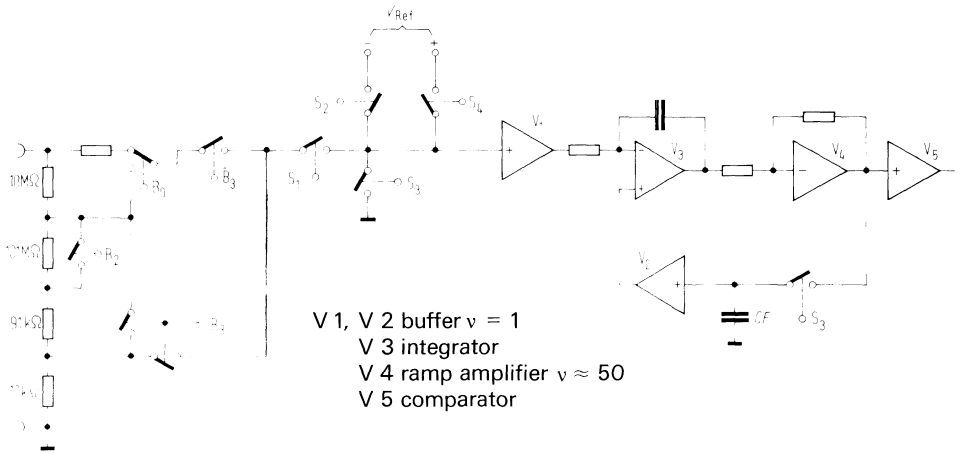 VRef
- +
S2
S4
V1
V3
V4
V5
10MΩ
B3
S1
S3
B2
V2
CF
S3
V 1, V 2 buffer v = 1
V 3 integrator
V 4 ramp amplifier v ≈ 50
V 5 comparator